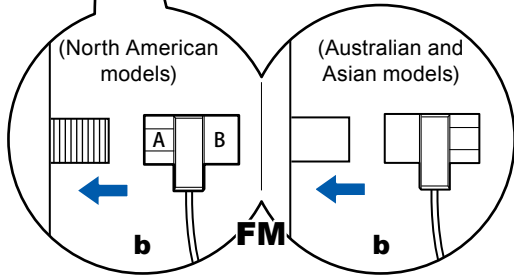 (North American
models)
(Australian and
Asian models)
A B
b
FM
b